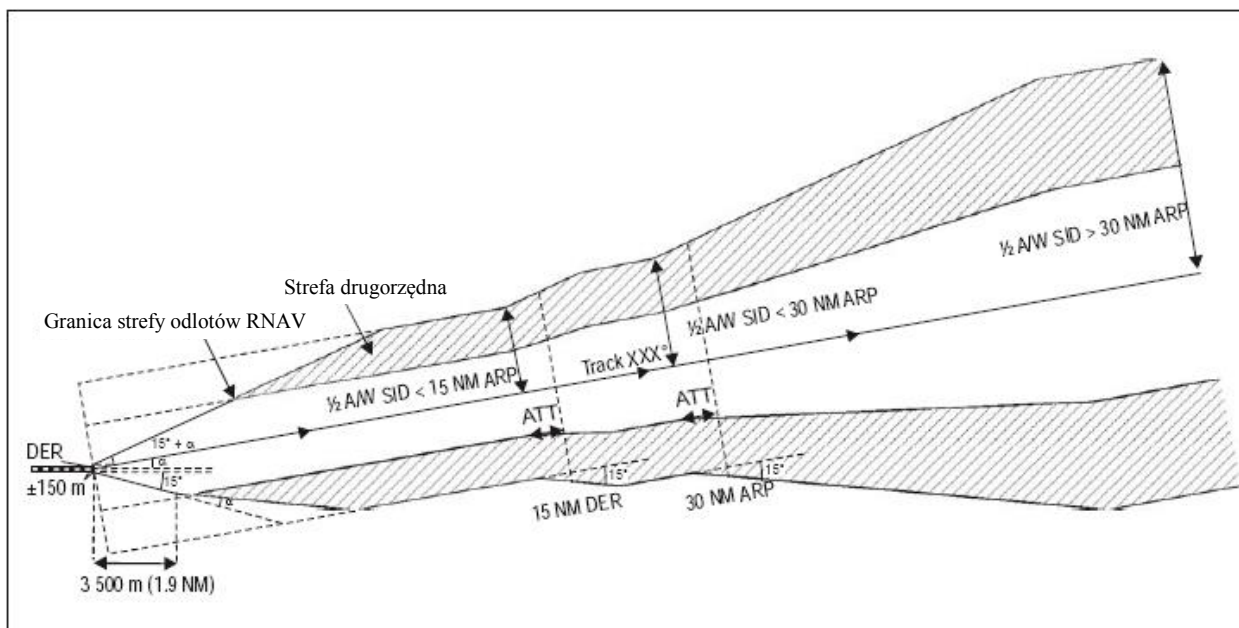 ½ A/W SID > 30 NM ARP
Strefa drugorzędna
Granica strefy odlotów RNAV
½ A/W SID < 30 NM ARP
Track XXX°
½ A/W SID < 15 NM ARP
ATT
ATT
DER
15° + α
α
15°
±150 m
α
15°
15°
15 NM DER
30 NM ARP
3 500 m (1.9 NM)